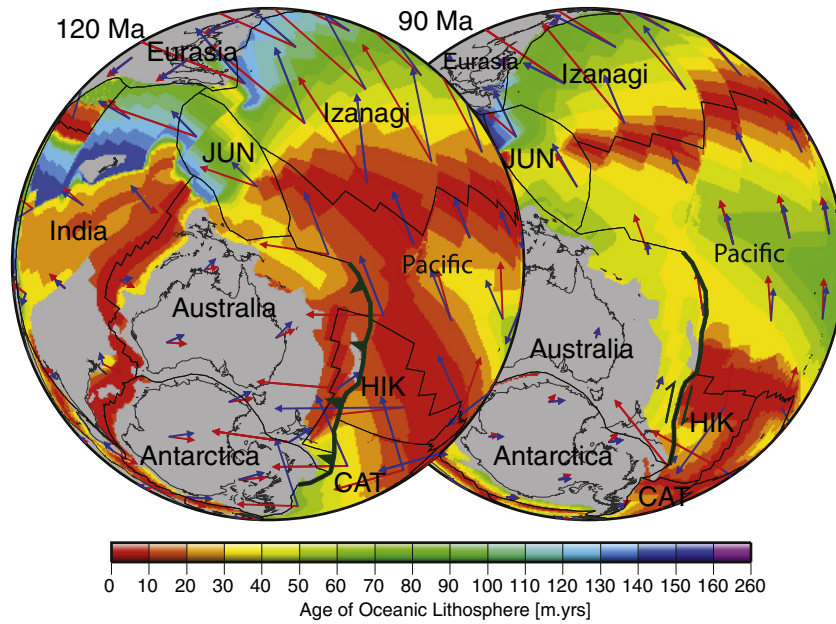 120 Ma
Eurasia
Izanagi
JUN
India
Pacific
Australia
HIK
Antarctica
CAT
90 Ma
Eurasia
Izanagi
JUN
Pacific
Australia
HIK
Antarctica
CAT
0 10 20 30 40 50 60 70 80 90 100 110 120 130 140 150 160 260
Age of Oceanic Lithosphere [m.yrs]